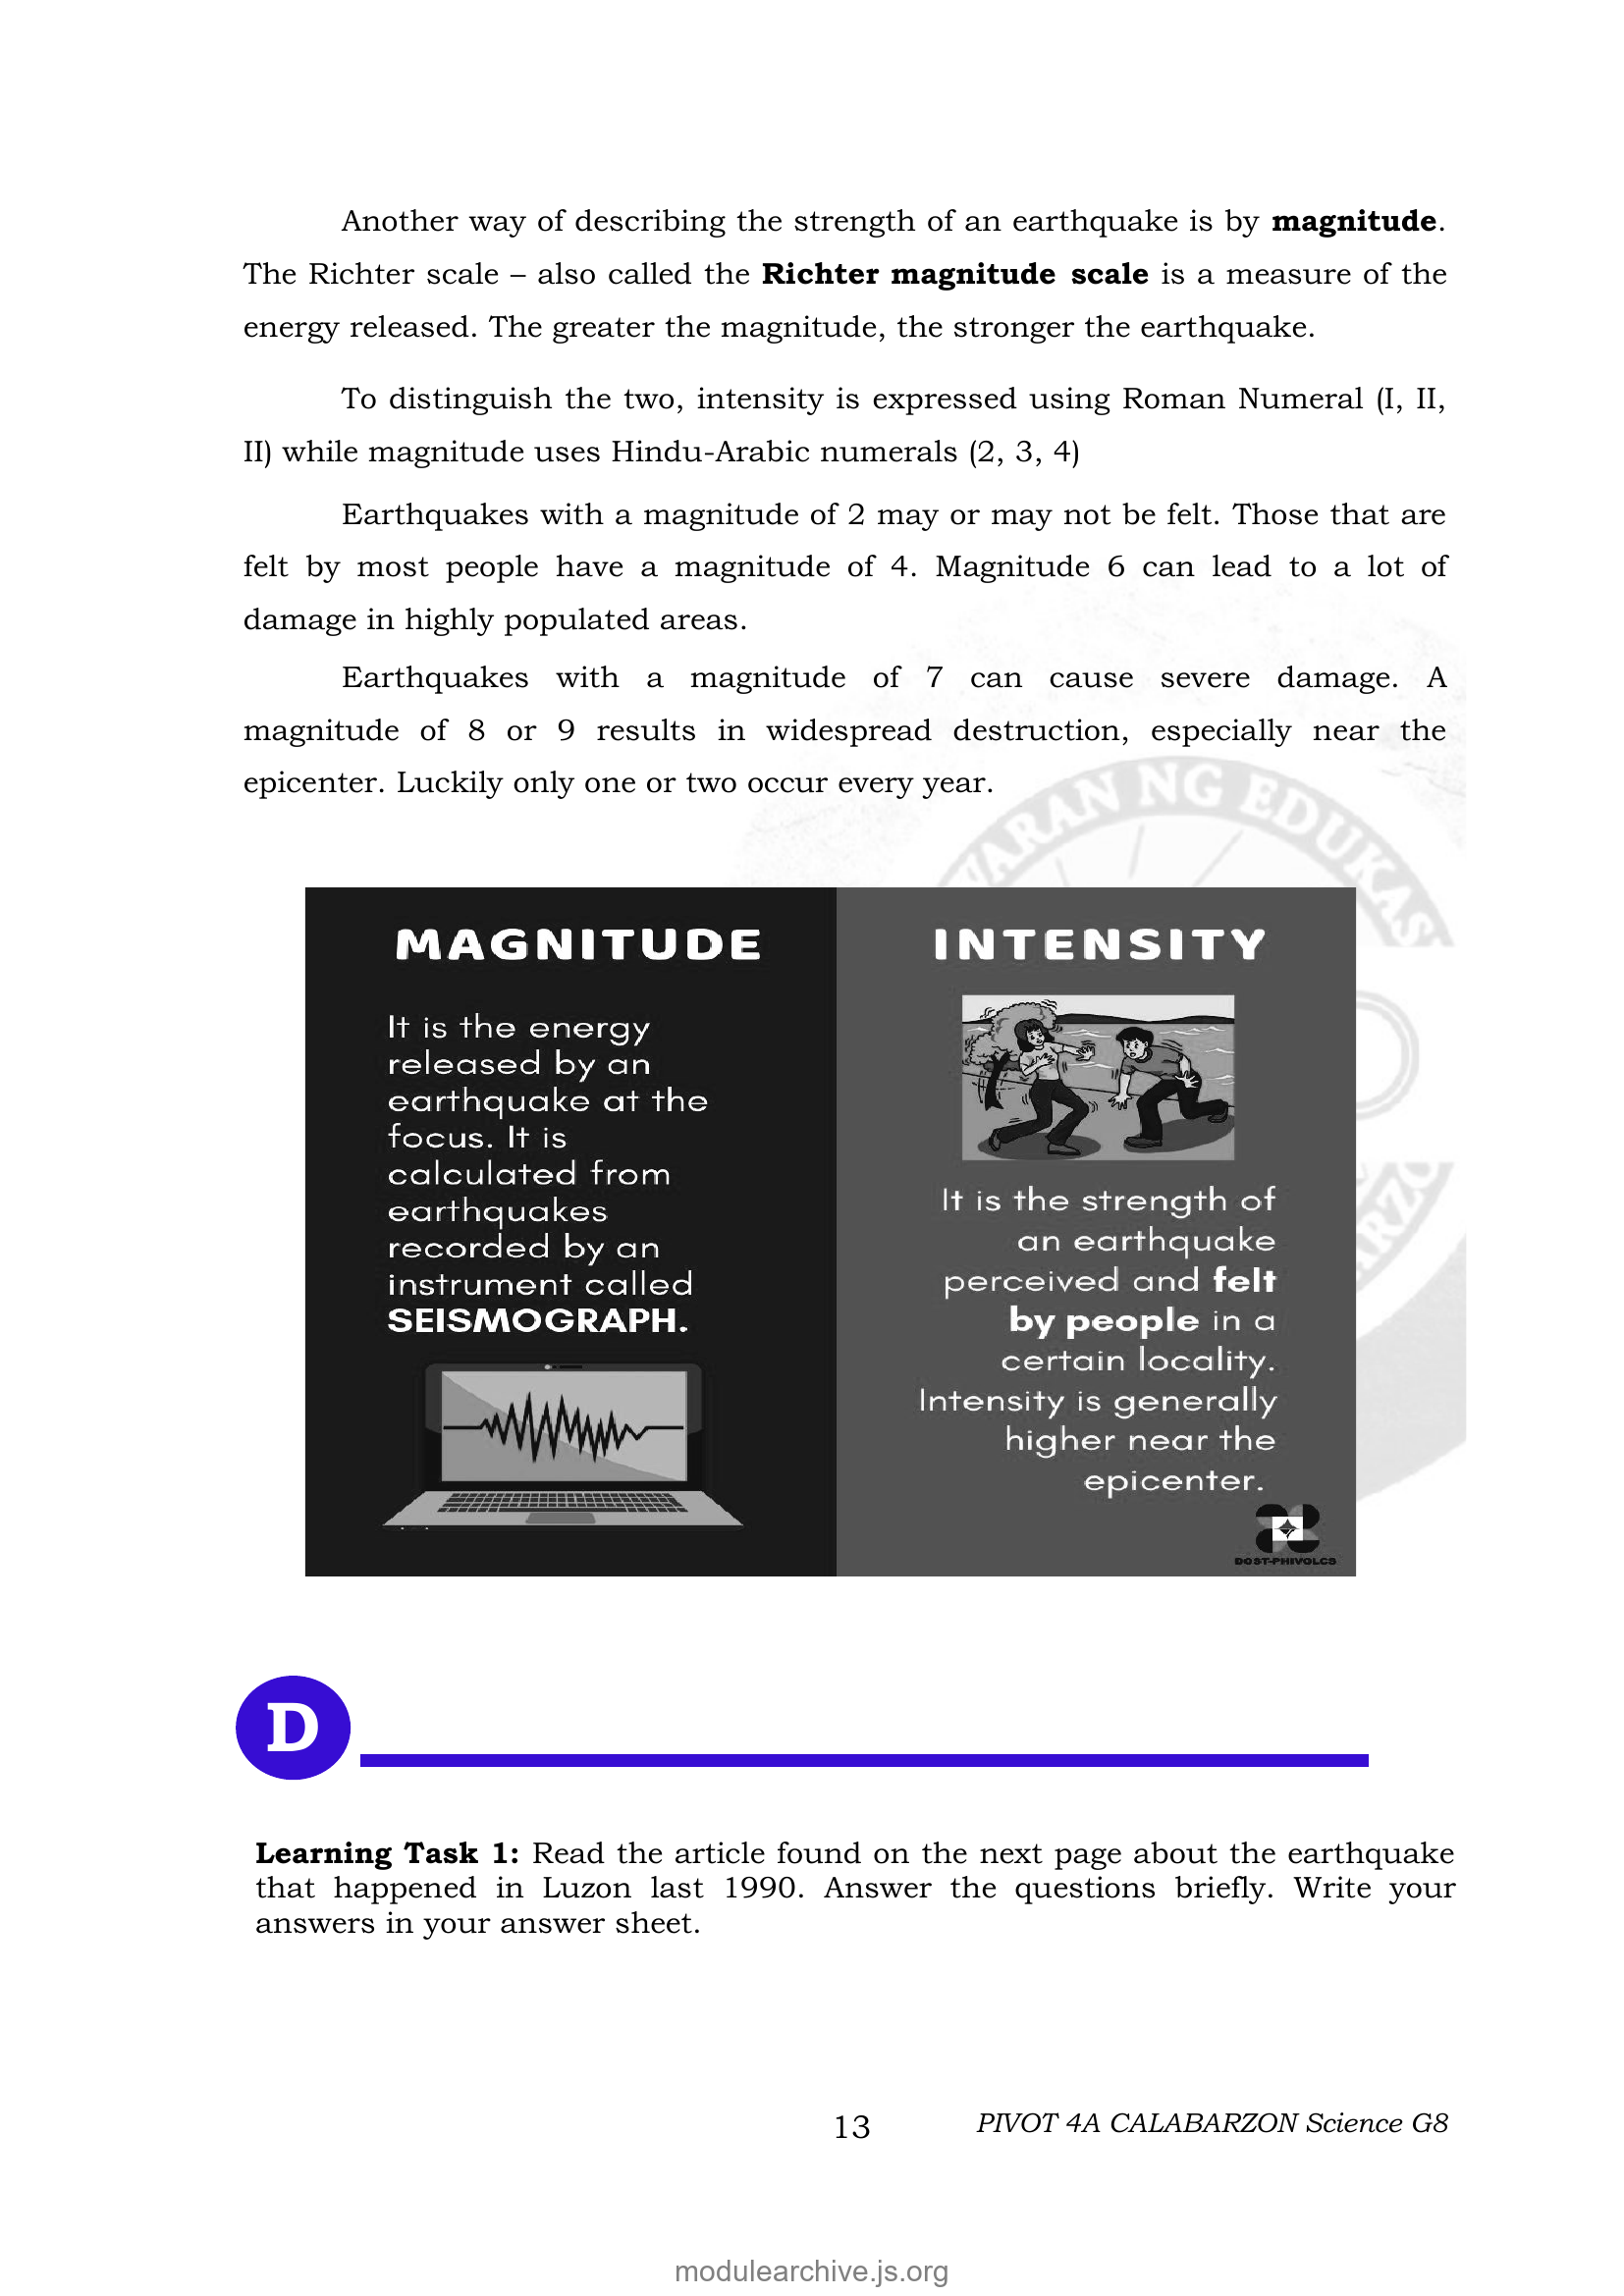 Another way of describing the strength of an earthquake is by magnitude.
The Richter scale – also called the Richter magnitude scale is a measure of the
energy released. The greater the magnitude, the stronger the earthquake.
To distinguish the two, intensity is expressed using Roman Numeral (I, II,
II) while magnitude uses Hindu-Arabic numerals (2, 3, 4)
Earthquakes with a magnitude of 2 may or may not be felt. Those that are
felt by most people have a magnitude of 4. Magnitude 6 can lead to a lot of
damage in highly populated areas.
Earthquakes with a magnitude of 7 can cause severe damage. A
magnitude of 8 or 9 results in widespread destruction, especially near the
epicenter. Luckily only one or two occur every year.
MAGNITUDE
It is the energy
released by an
earthquake at the
focus. It is
calculated from
earthquakes
recorded by an
instrument called
SEISMOGRAPH.
INTENSITY
It is the strength of
an earthquake
perceived and felt
by people in a
certain locality.
Intensity is generally
higher near the
epicenter.
DOST-PHIVOLCS
D
Learning Task 1: Read the article found on the next page about the earthquake
that happened in Luzon last 1990. Answer the questions briefly. Write your
answers in your answer sheet.
13
PIVOT 4A CALABARZON Science G8
modulearchive.js.org